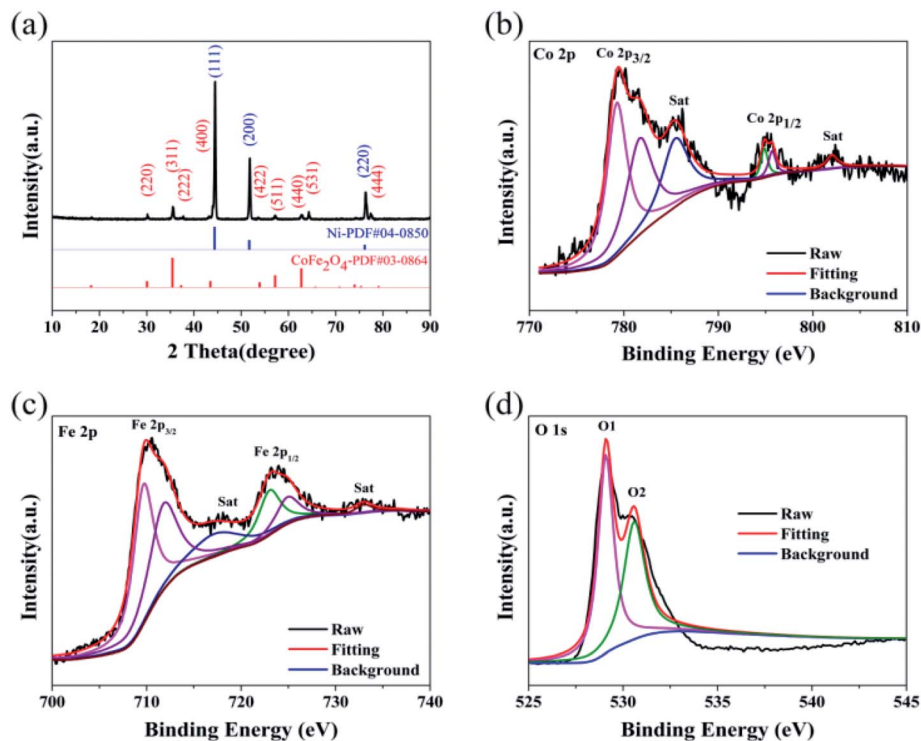 (a)
Intensity(a.u.)
(220)
(311)
(222)
(400)
(111)
(200)
(422)
(511)
(440)
(531)
(220)
(444)
Ni-PDF#04-0850
CoFe2O4-PDF#03-0864
10 20 30 40 50 60 70 80 90
2 Theta(degree)
(b)
Co 2p
Co 2p3/2
Sat
Co 2p1/2
Sat
Intensity(a.u.)
Raw
Fitting
Background
770 780 790 800 810
Binding Energy (eV)
(c)
Fe 2p
Fe 2p3/2
Sat
Fe 2p1/2
Sat
Intensity(a.u.)
Raw
Fitting
Background
700 710 720 730 740
Binding Energy (eV)
(d)
O 1s
O1
O2
Intensity(a.u.)
Raw
Fitting
Background
525 530 535 540 545
Binding Energy (eV)